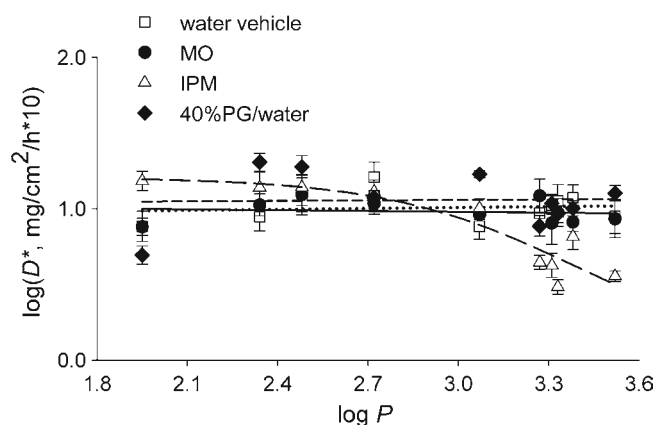 water vehicle
MO
IPM
40%PG/water
2.0
1.0
0.0
log(D*, mg/cm²/h*10)
1.8 2.1 2.4 2.7 3.0 3.3 3.6
log P